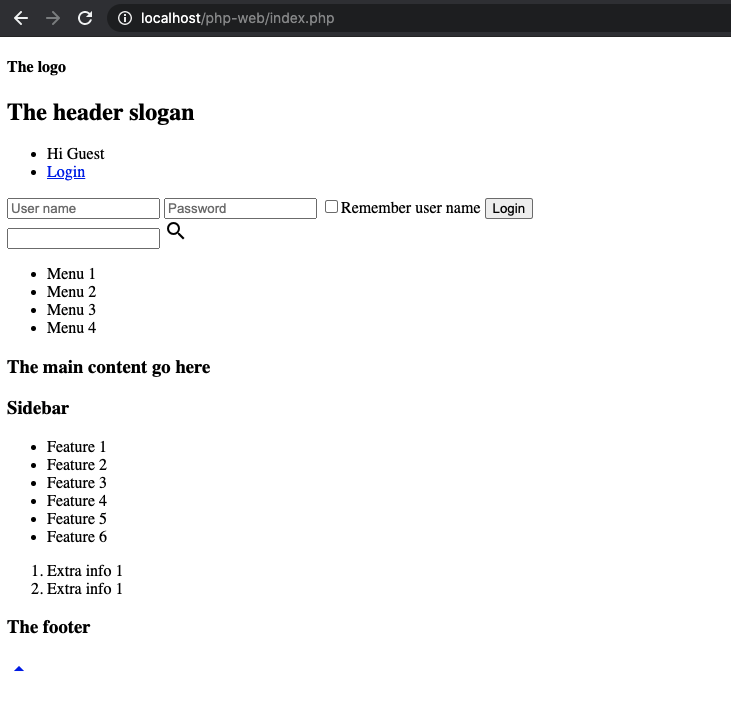 localhost/php-web/index.php
The logo
The header slogan
Hi Guest
Login
User name Password Remember user name Login
Menu 1
Menu 2
Menu 3
Menu 4
The main content go here
Sidebar
Feature 1
Feature 2
Feature 3
Feature 4
Feature 5
Feature 6
1. Extra info 1
2. Extra info 1
The footer